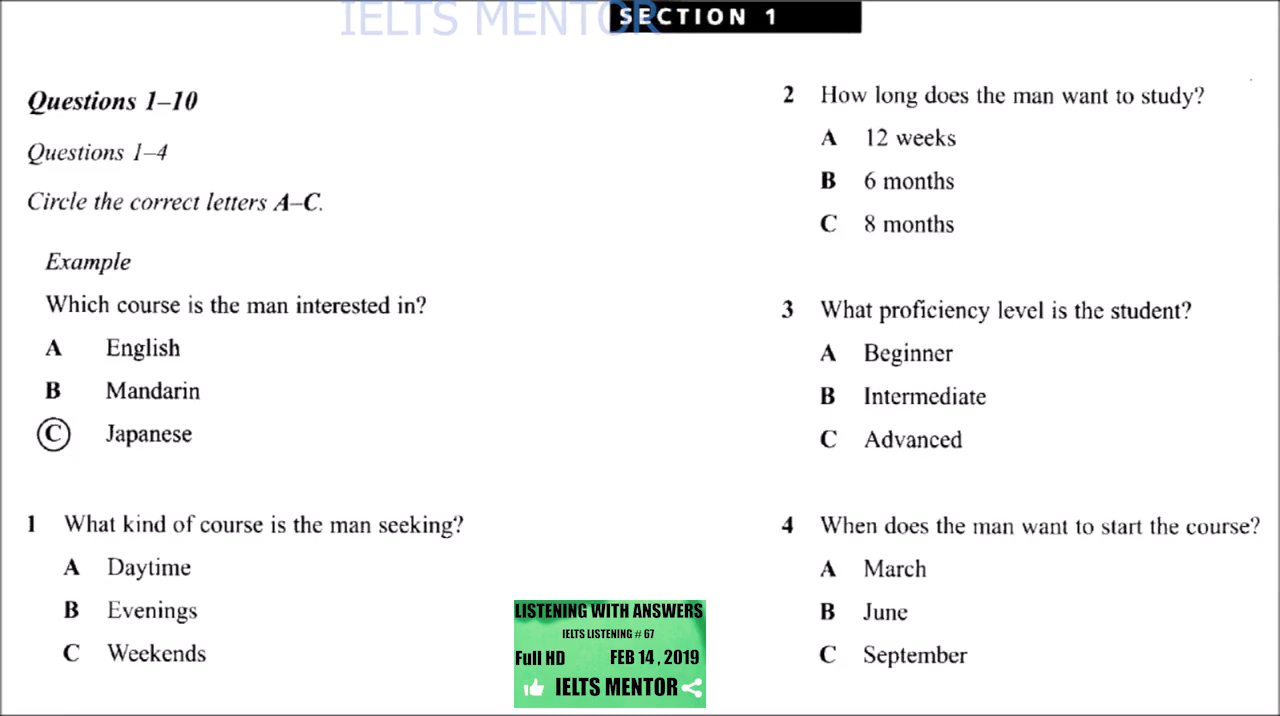 IELTS MENTOR
SECTION 1
Questions 1–10
Questions 1–4
Circle the correct letters A–C.
Example
Which course is the man interested in?
A English
B Mandarin
C Japanese
1 What kind of course is the man seeking?
A Daytime
B Evenings
C Weekends
2 How long does the man want to study?
A 12 weeks
B 6 months
C 8 months
3 What proficiency level is the student?
A Beginner
B Intermediate
C Advanced
4 When does the man want to start the course?
A March
B June
C September
LISTENING WITH ANSWERS
IELTS LISTENING # 67
Full HD FEB 14 , 2019
IELTS MENTOR